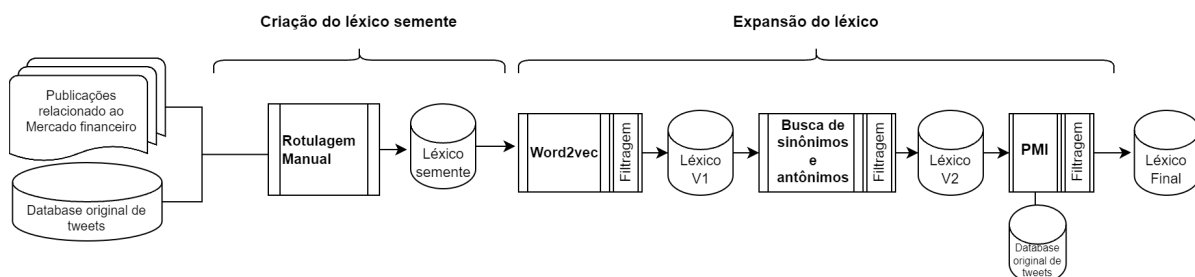 Criação do léxico semente
Expansão do léxico
Publicações
relacionado ao
Mercado financeiro
Database original de
tweets
Rotulagem
Manual
Léxico
semente
Word2vec
Filtragem
Léxico
V1
Busca de
sinônimos
e
antônimos
Filtragem
Léxico
V2
PMI
Filtragem
Database
original de
tweets
Léxico
Final